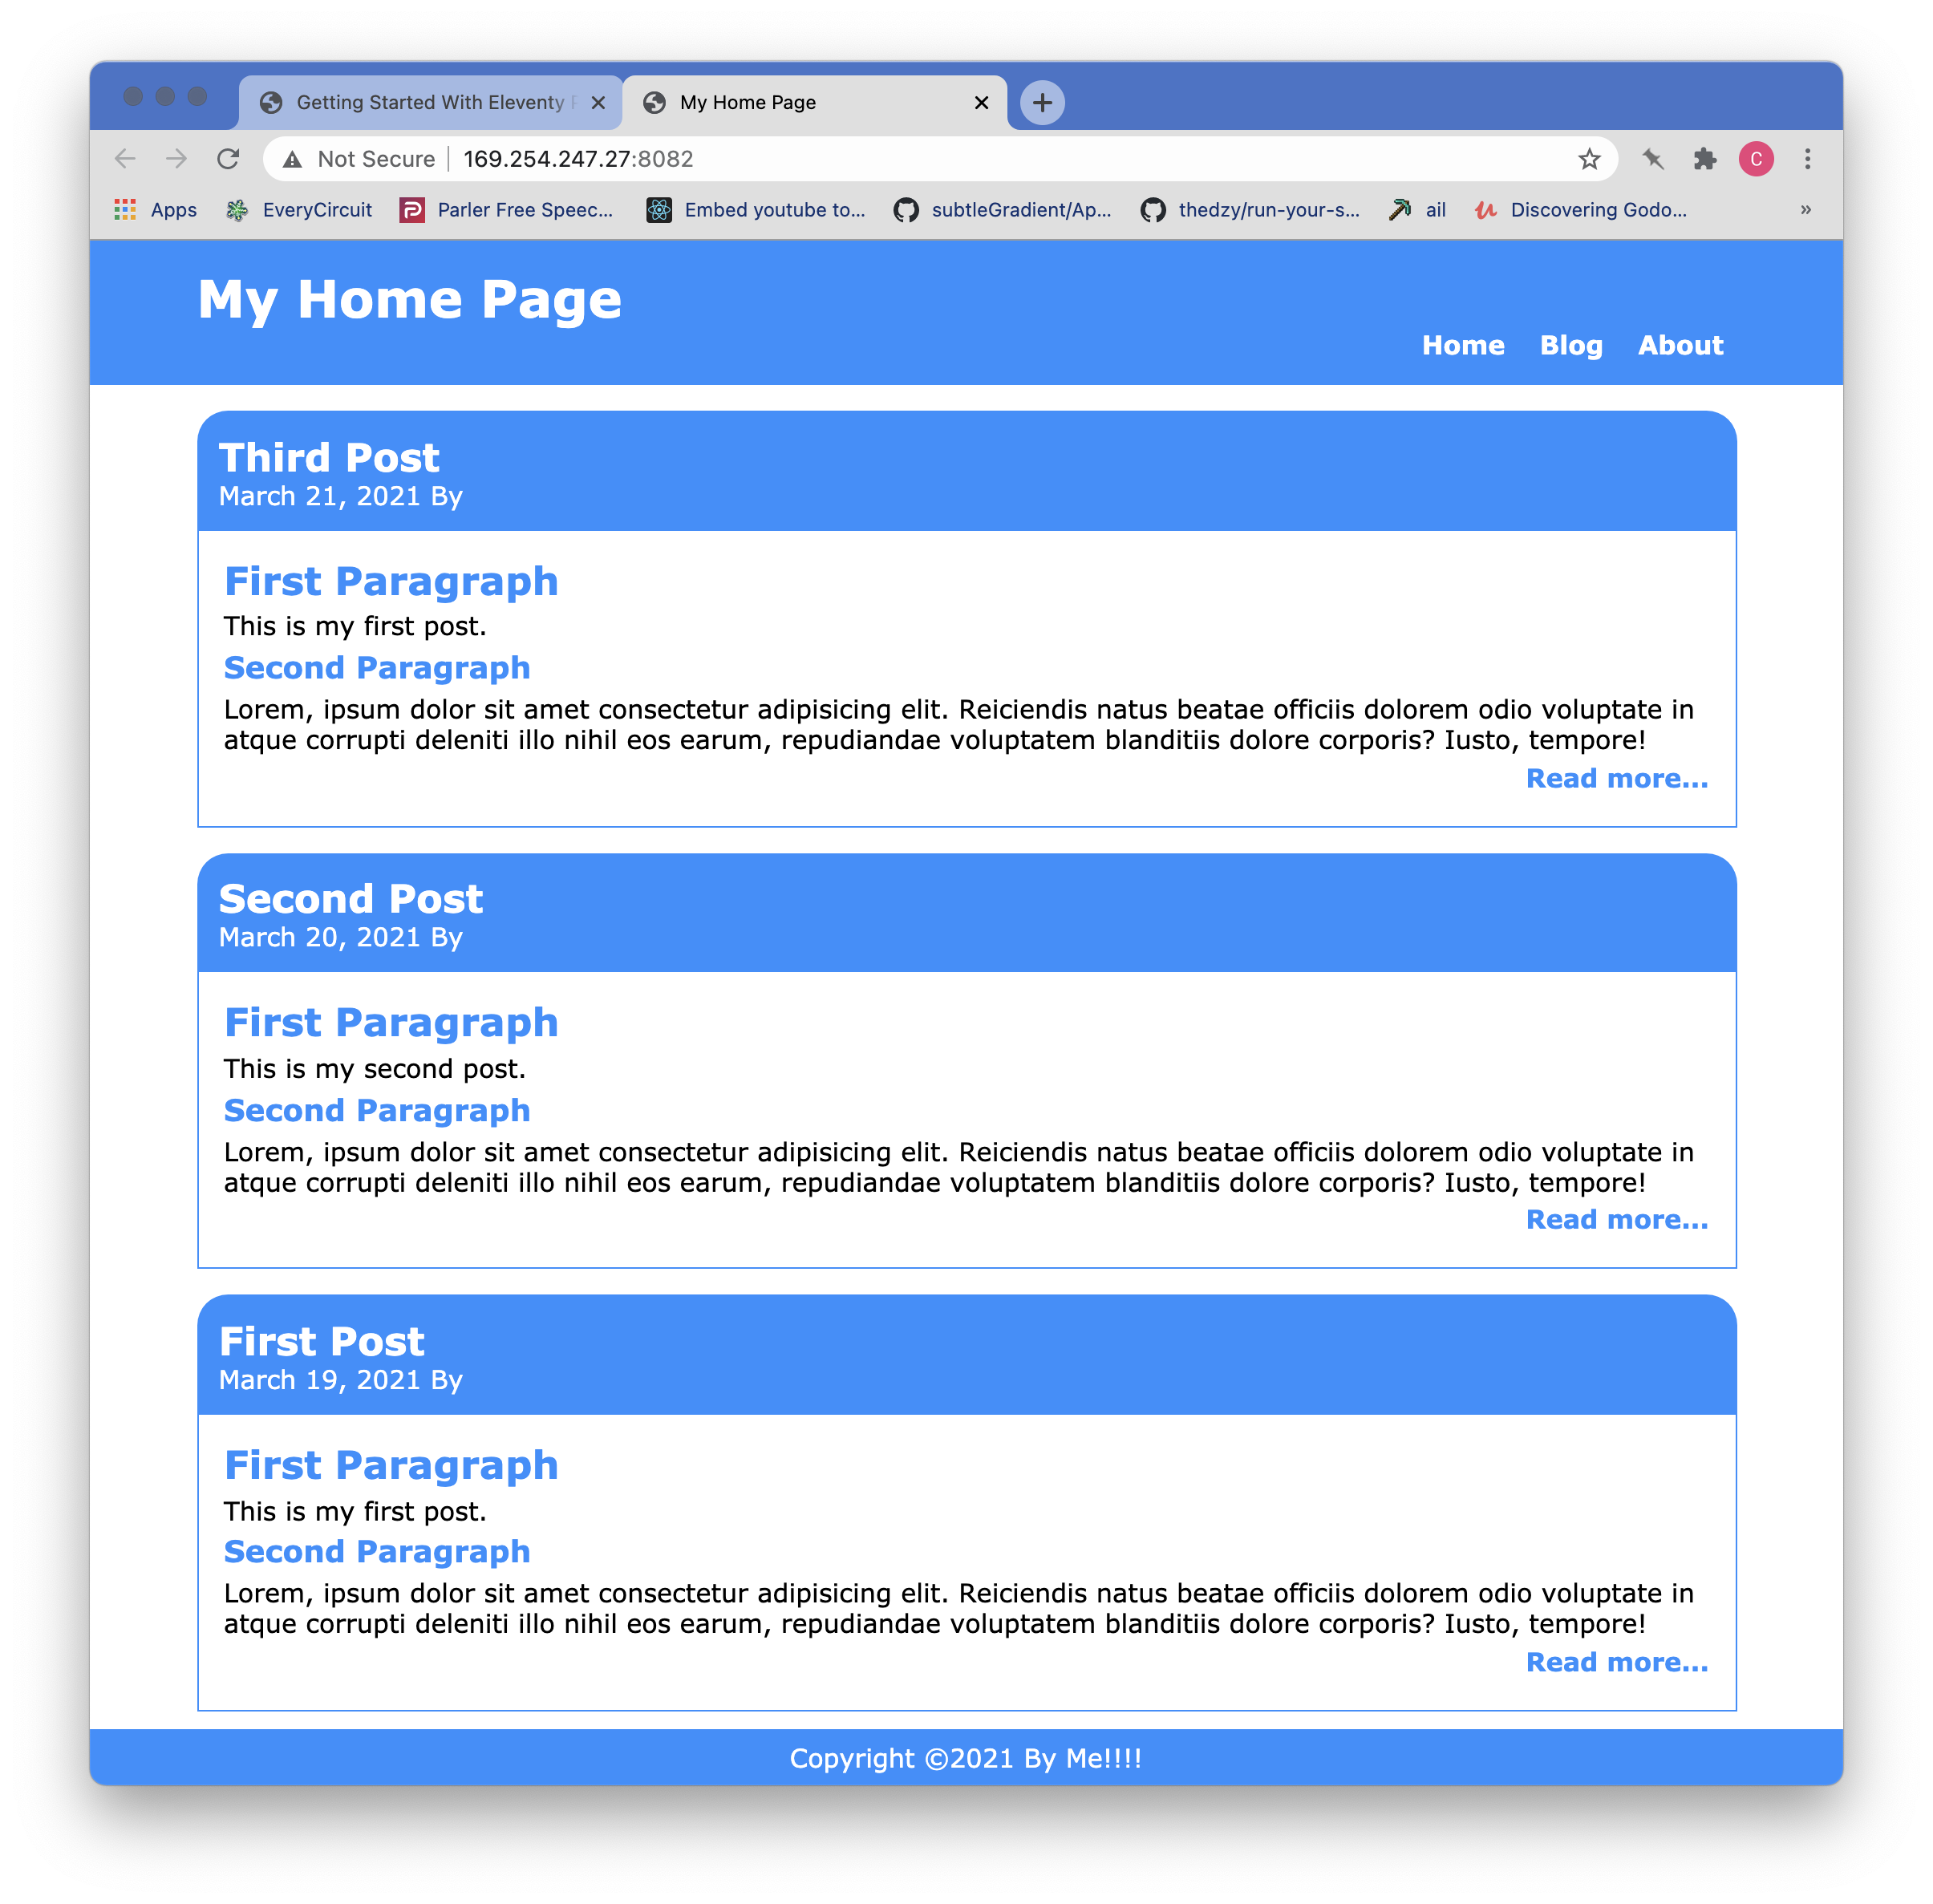 Getting Started With Eleventy
My Home Page
Not Secure 169.254.247.27:8082
C
Apps EveryCircuit Parler Free Speec... Embed youtube to... subtleGradient/Ap... thedzy/run-your-s... ail Discovering Godo... »
My Home Page
Home Blog About
Third Post
March 21, 2021 By
First Paragraph
This is my first post.
Second Paragraph
Lorem, ipsum dolor sit amet consectetur adipisicing elit. Reiciendis natus beatae officiis dolorem odio voluptate in
atque corrupti deleniti illo nihil eos earum, repudiandae voluptatem blanditiis dolore corporis? Iusto, tempore!
Read more...
Second Post
March 20, 2021 By
First Paragraph
This is my second post.
Second Paragraph
Lorem, ipsum dolor sit amet consectetur adipisicing elit. Reiciendis natus beatae officiis dolorem odio voluptate in
atque corrupti deleniti illo nihil eos earum, repudiandae voluptatem blanditiis dolore corporis? Iusto, tempore!
Read more...
First Post
March 19, 2021 By
First Paragraph
This is my first post.
Second Paragraph
Lorem, ipsum dolor sit amet consectetur adipisicing elit. Reiciendis natus beatae officiis dolorem odio voluptate in
atque corrupti deleniti illo nihil eos earum, repudiandae voluptatem blanditiis dolore corporis? Iusto, tempore!
Read more...
Copyright ©2021 By Me!!!!